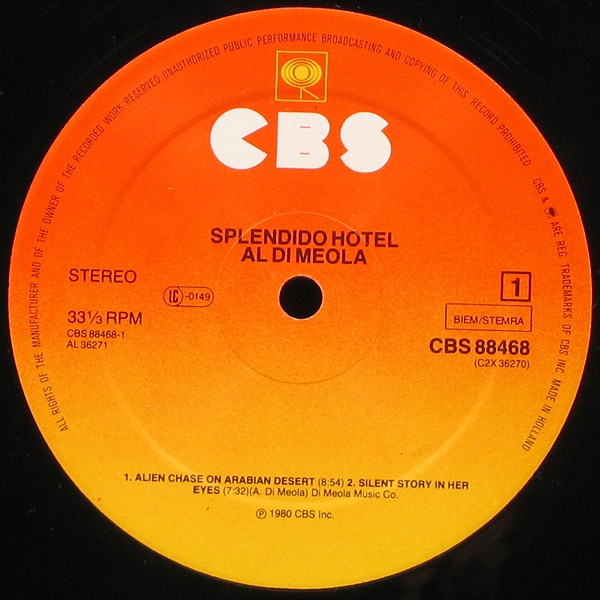 ALL RIGHTS OF THE MANUFACTURER AND OF THE OWNER OF THE RECORDED WORK RESERVED UNAUTHORIZED PUBLIC PERFORMANCE BROADCASTING AND COPYING OF THIS RECORD PROHIBITED
CBS & ARE REG. TRADEMARKS OF CBS INC MADE IN HOLLAND
CBS
SPLENDIDO HOTEL
AL DI MEOLA
STEREO
LC -0149
1
33⅓ RPM
BIEM/STEMRA
CBS 88468-1
AL 36271
CBS 88468
(C2X 36270)
1. ALIEN CHASE ON ARABIAN DESERT (8:54) 2. SILENT STORY IN HER
EYES (7:32)(A. Di Meola) Di Meola Music Co.
℗ 1980 CBS Inc.